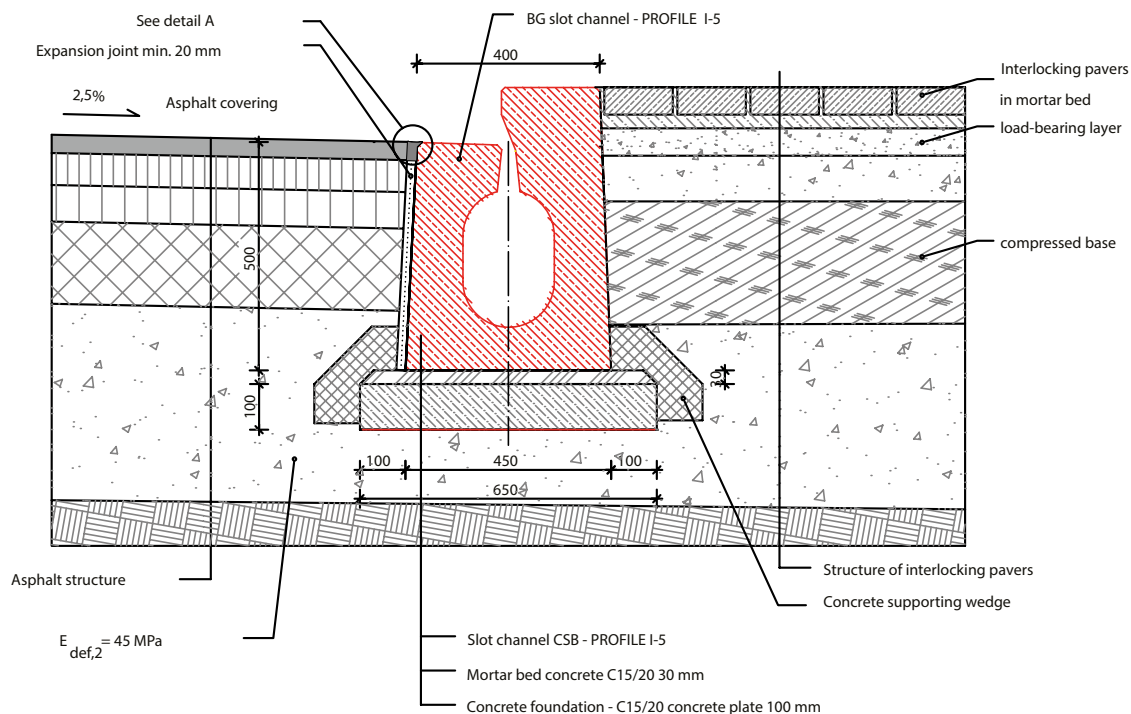 See detail A
BG slot channel - PROFILE I-5
Expansion joint min. 20 mm
400
Interlocking pavers
in mortar bed
2,5%
Asphalt covering
load-bearing layer
500
compressed base
30
100
100
450
100
650
Asphalt structure
Structure of interlocking pavers
Concrete supporting wedge
E def,2 = 45 MPa
Slot channel CSB - PROFILE I-5
Mortar bed concrete C15/20 30 mm
Concrete foundation - C15/20 concrete plate 100 mm